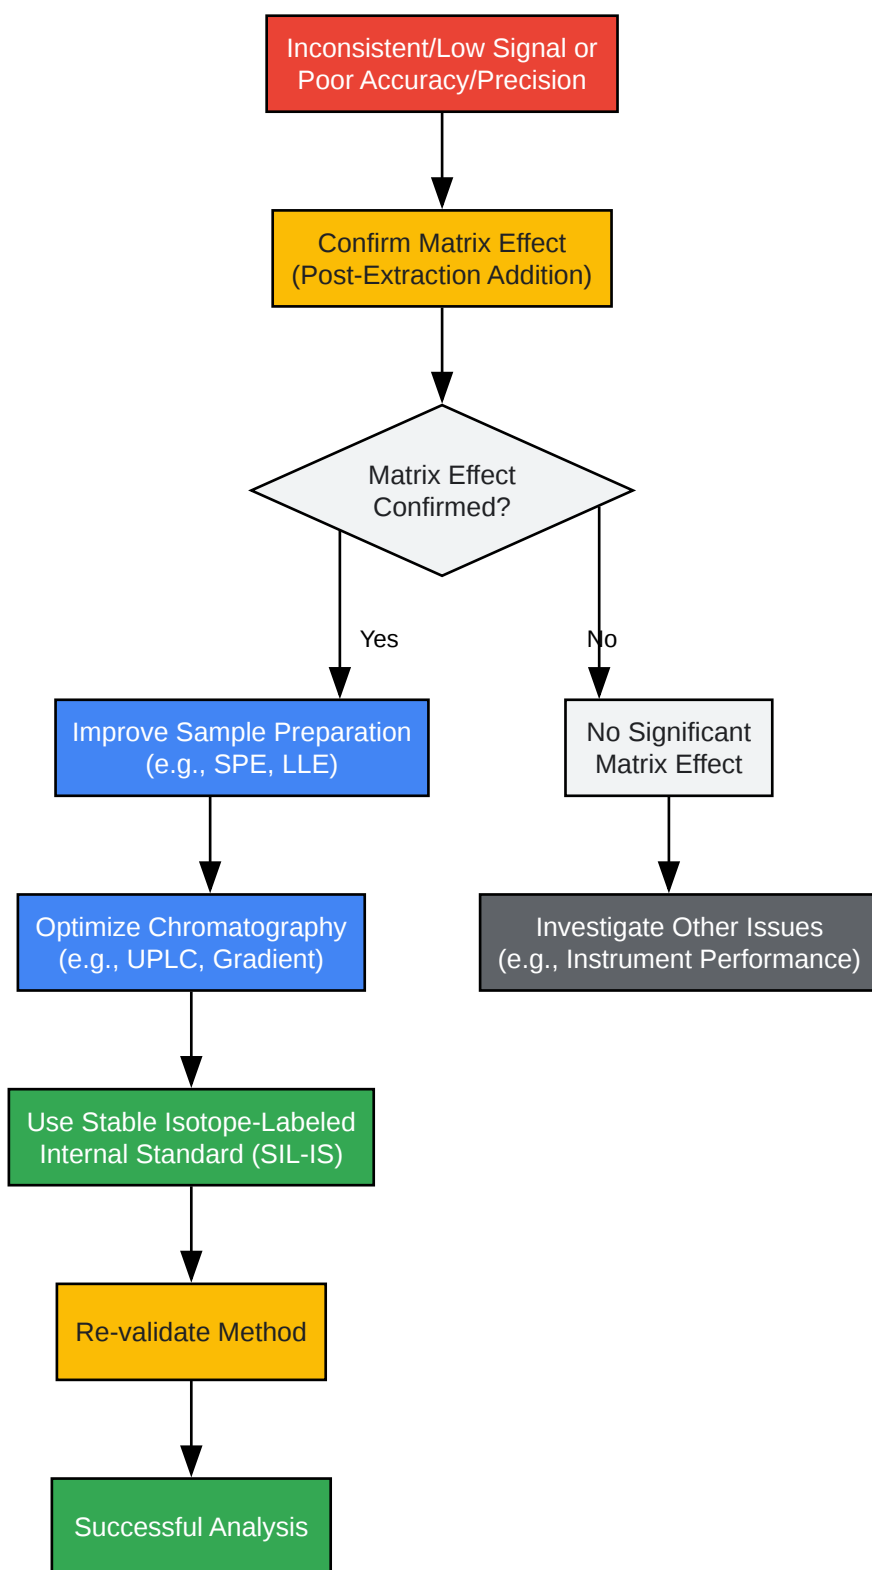 Inconsistent/Low Signal or
Poor Accuracy/Precision
Confirm Matrix Effect
(Post-Extraction Addition)
Matrix Effect
Confirmed?
Yes
No
Improve Sample Preparation
(e.g., SPE, LLE)
No Significant
Matrix Effect
Optimize Chromatography
(e.g., UPLC, Gradient)
Investigate Other Issues
(e.g., Instrument Performance)
Use Stable Isotope-Labeled
Internal Standard (SIL-IS)
Re-validate Method
Successful Analysis